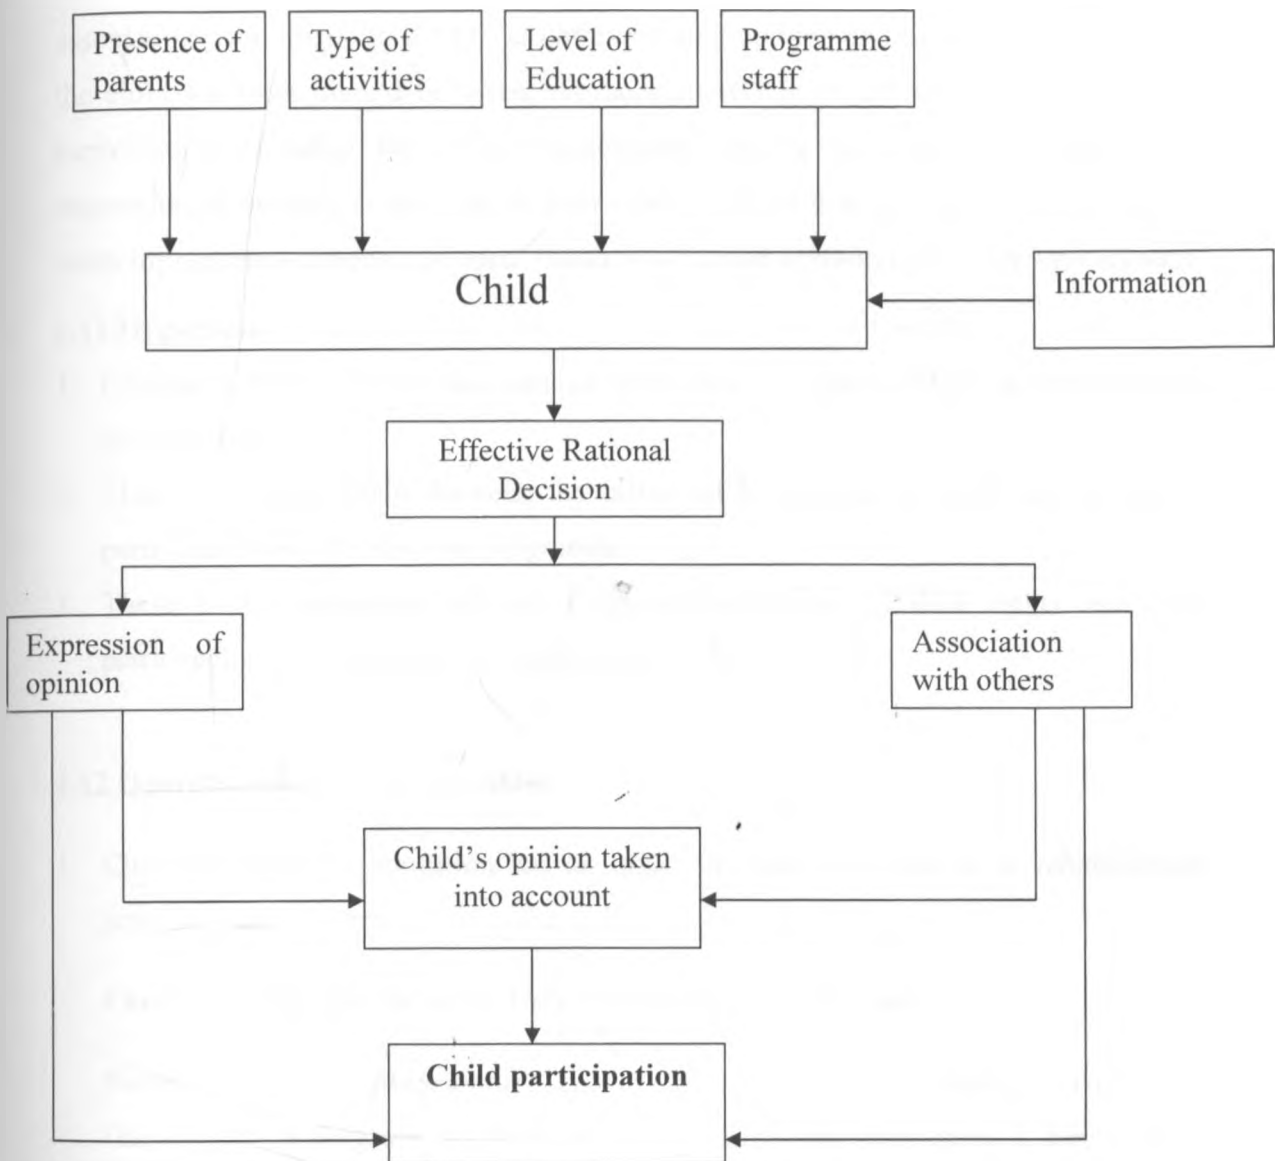 Presence of
parents
Type of
activities
Level of
Education
Programme
staff
Child
Information
Effective Rational
Decision
Expression of
opinion
Association
with others
Child's opinion taken
into account
Child participation